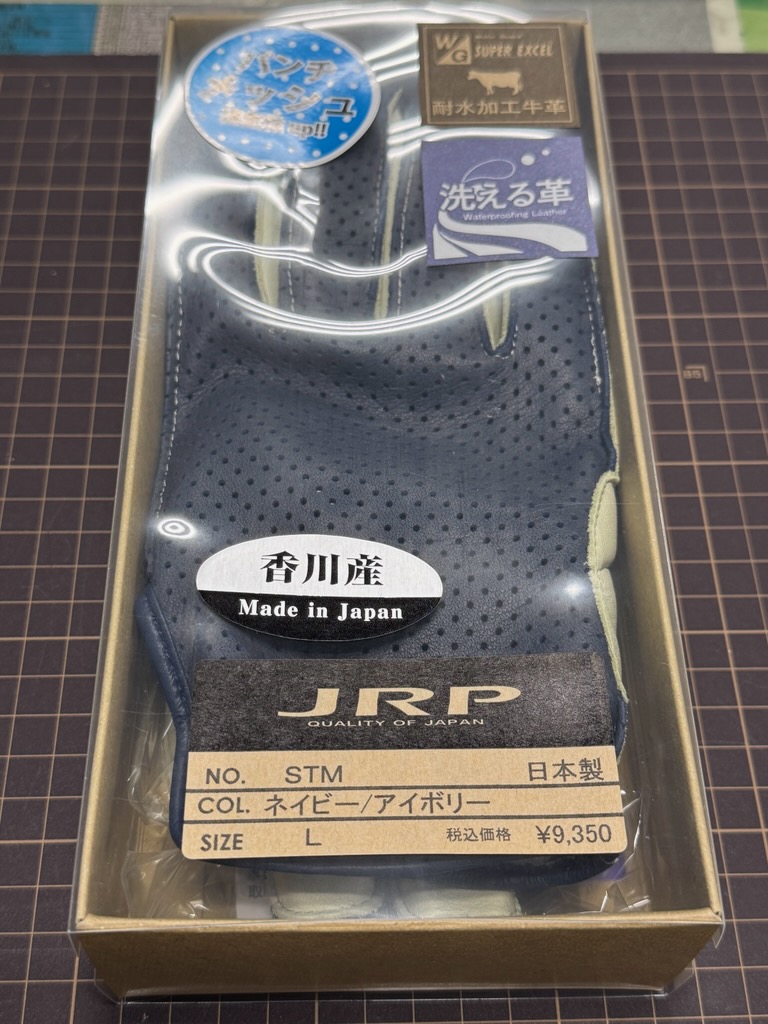 パンチ
メッシュ
up!!
W/G
SUPER EXCEL
耐水加工牛革
洗える革
Waterproofing Leather
香川産
Made in Japan
JRP
QUALITY OF JAPAN
NO. STM 日本製
COL. ネイビー/アイボリー
SIZE L 税込価格 ¥9,350